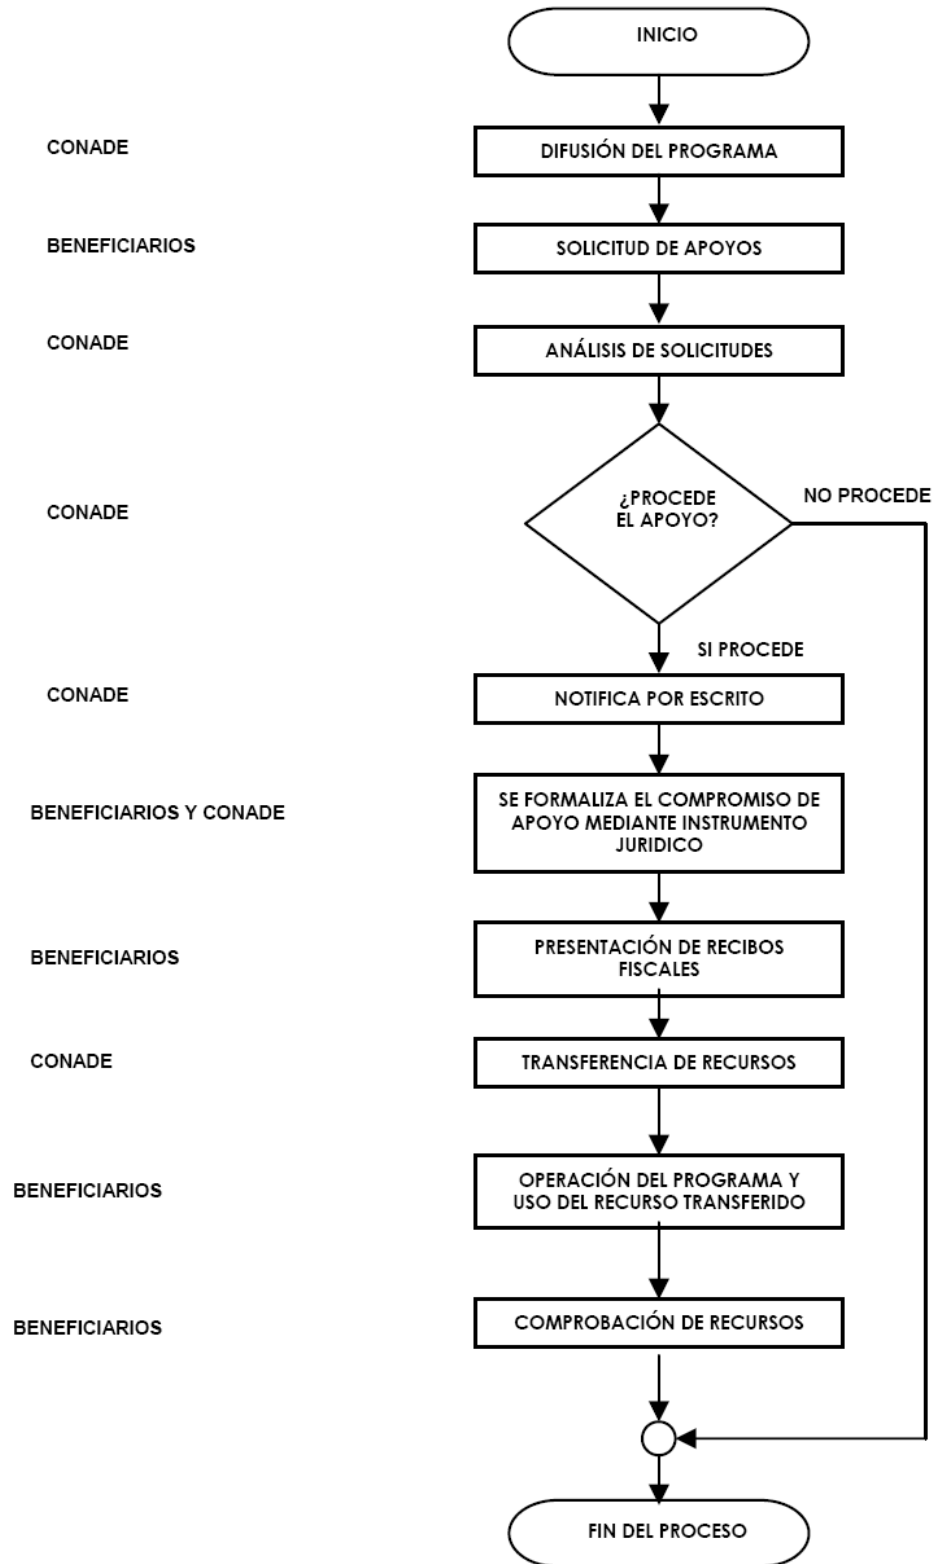 INICIO
CONADE
DIFUSIÓN DEL PROGRAMA
BENEFICIARIOS
SOLICITUD DE APOYOS
CONADE
ANÁLISIS DE SOLICITUDES
CONADE
¿PROCEDE
EL APOYO?
NO PROCEDE
SI PROCEDE
CONADE
NOTIFICA POR ESCRITO
BENEFICIARIOS Y CONADE
SE FORMALIZA EL COMPROMISO DE
APOYO MEDIANTE INSTRUMENTO
JURIDICO
BENEFICIARIOS
PRESENTACIÓN DE RECIBOS
FISCALES
CONADE
TRANSFERENCIA DE RECURSOS
BENEFICIARIOS
OPERACIÓN DEL PROGRAMA Y
USO DEL RECURSO TRANSFERIDO
BENEFICIARIOS
COMPROBACIÓN DE RECURSOS
FIN DEL PROCESO